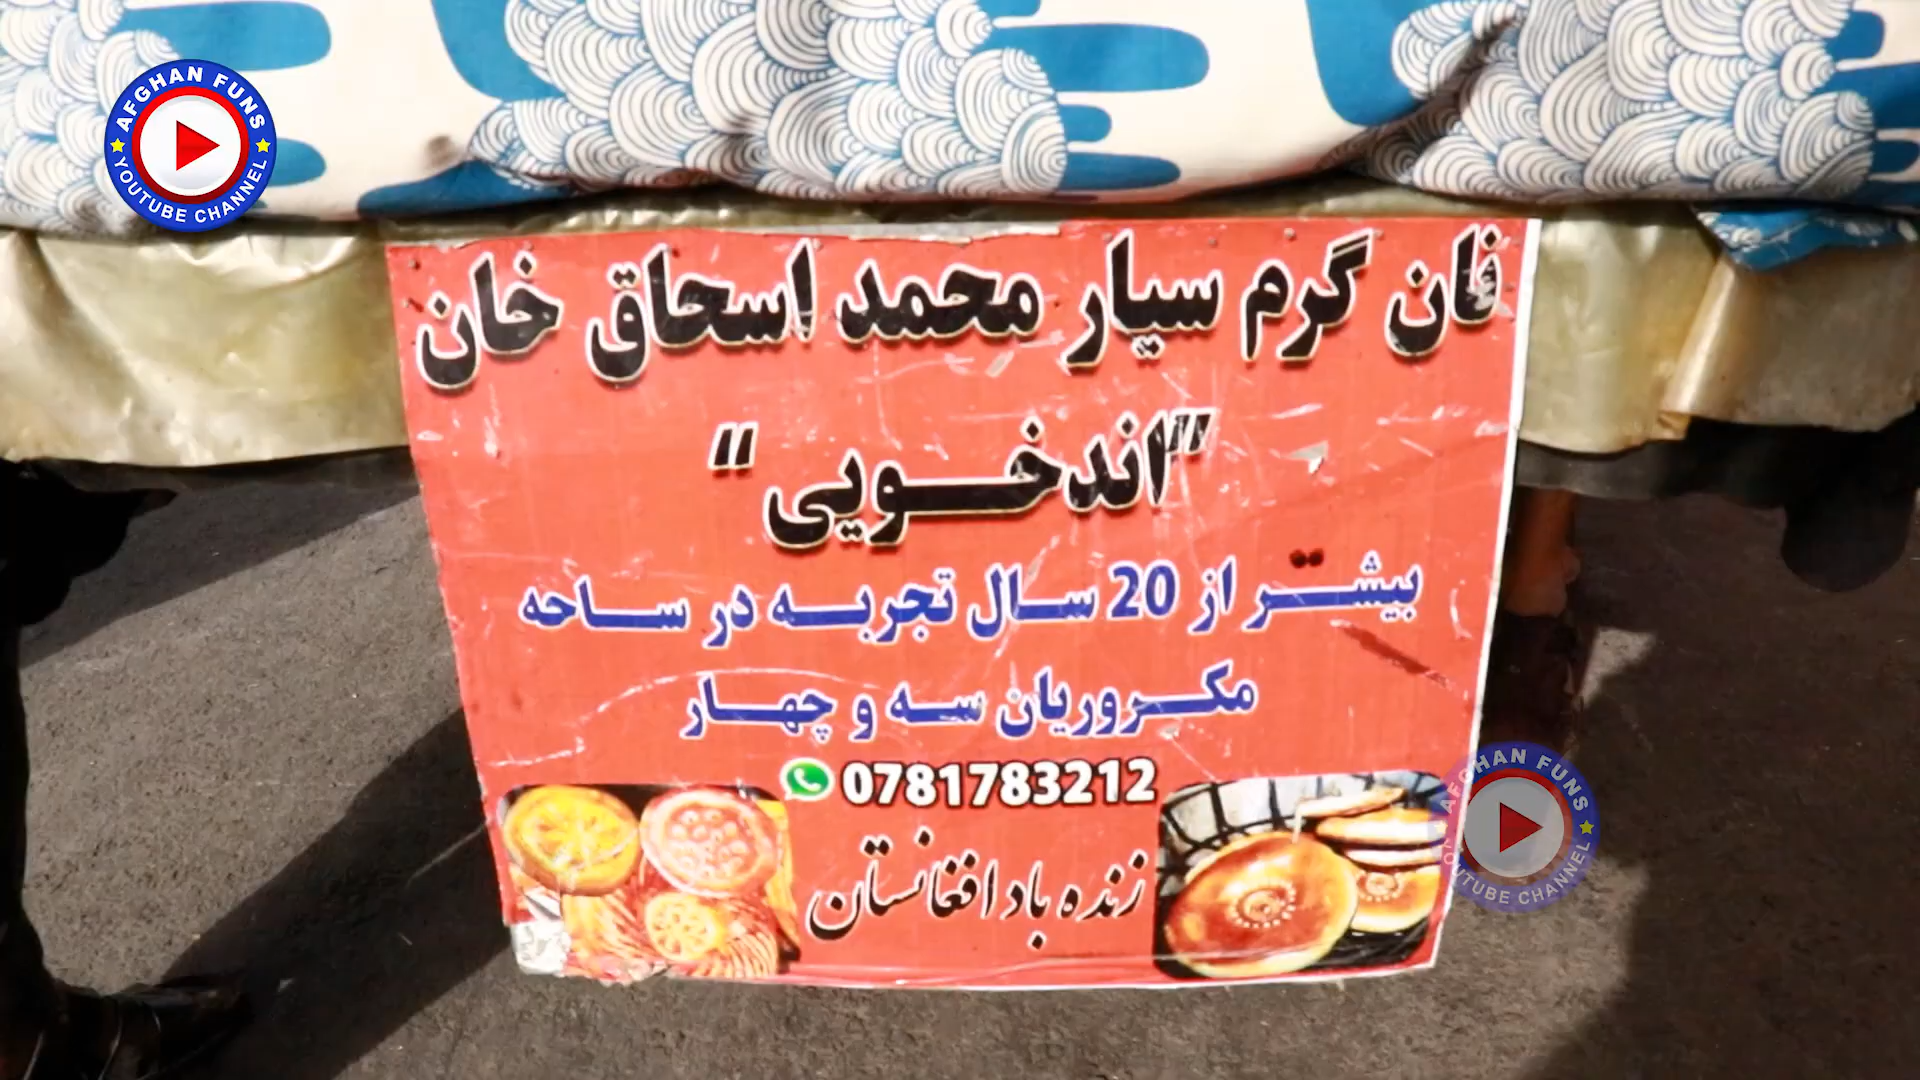 AFGHAN FUNS
YOUTUBE CHANNEL
نان گرم سیار محمد اسحاق خان
"اندخویی"
بیشتر از 20 سال تجربه در ساحه
مکروریان سه و چهار
0781783212
زنده باد افغانستان
AFGHAN FUNS
YOUTUBE CHANNEL